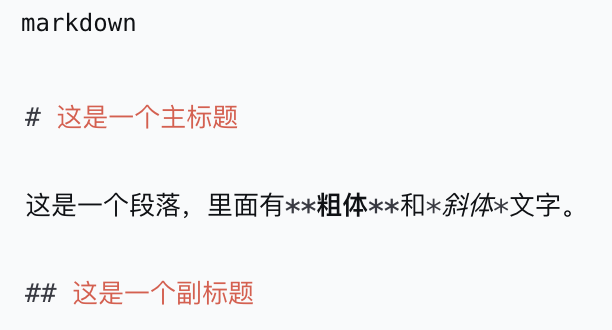 markdown
# 这是一个主标题
这是一个段落，里面有**粗体**和*斜体*文字。
## 这是一个副标题